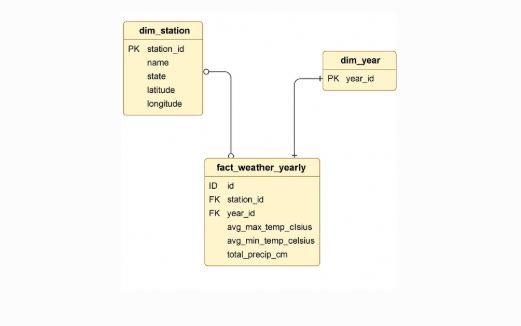 dim_station
PK station_id
name
state
latitude
longitude
dim_year
PK year_id
fact_weather_yearly
ID id
FK station_id
FK year_id
avg_max_temp_clsius
avg_min_temp_celsius
total_precip_cm